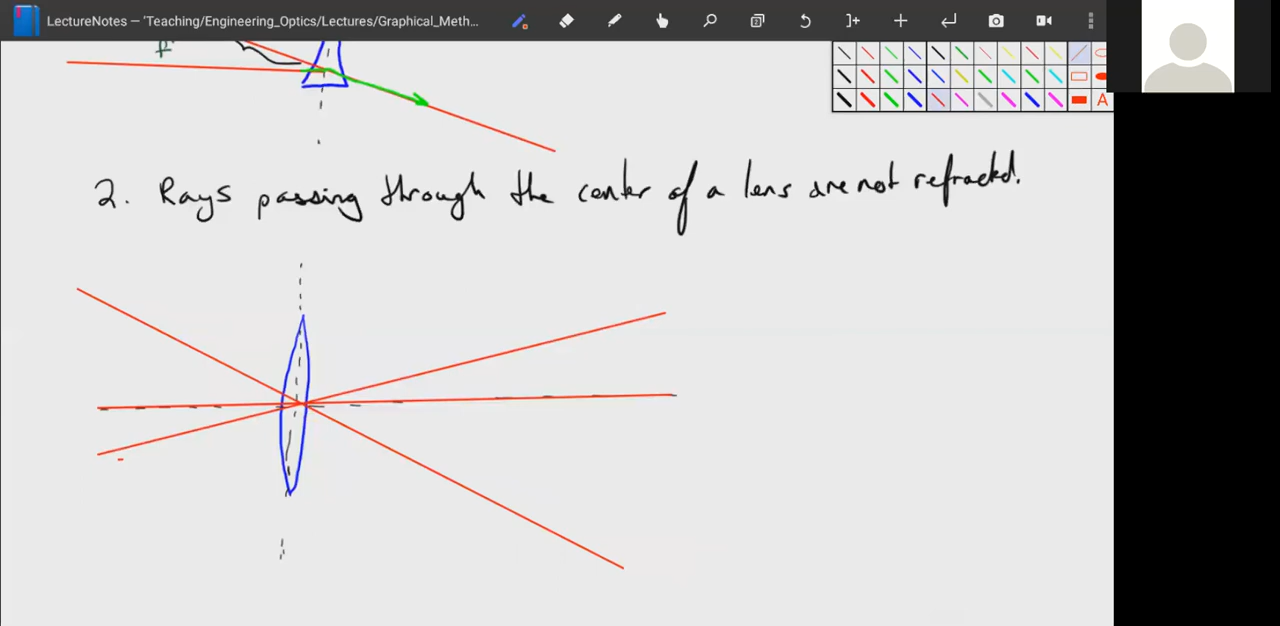 LectureNotes — 'Teaching/Engineering_Optics/Lectures/Graphical_Meth...
A
2. Rays passing through the center of a lens are not refracted.